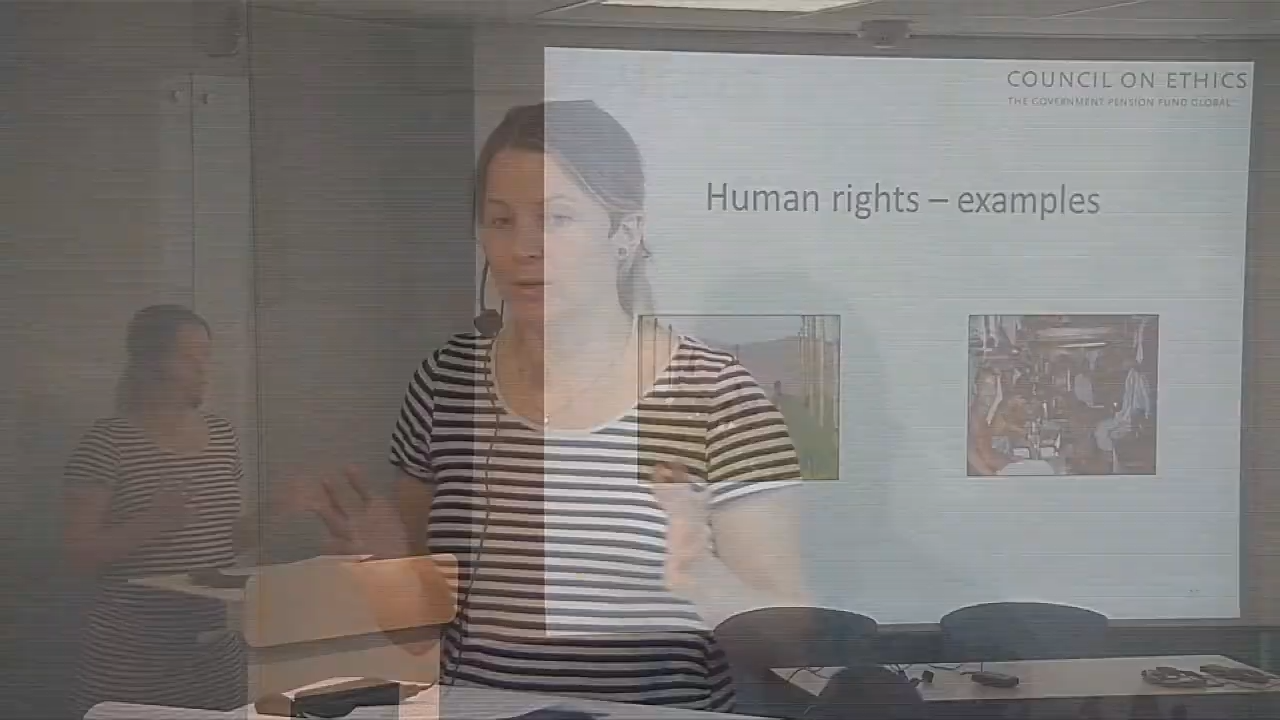 COUNCIL ON ETHICS
THE GOVERNMENT PENSION FUND GLOBAL
Human rights – examples